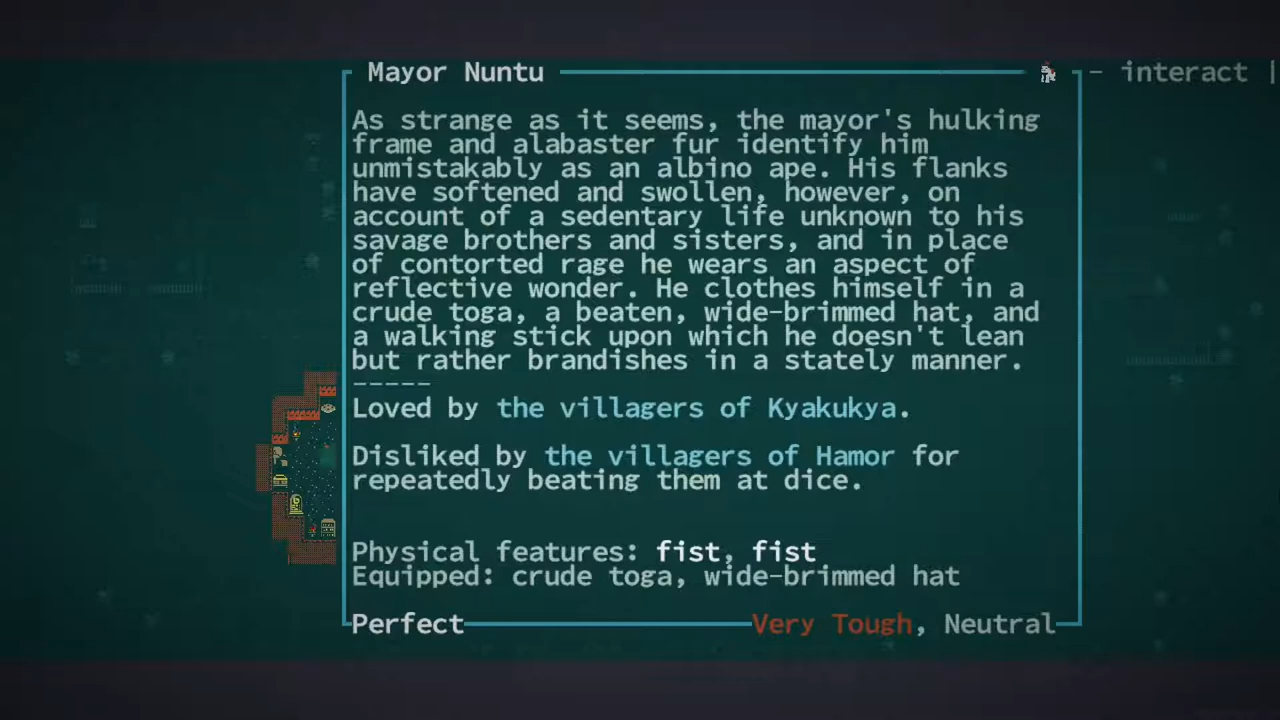 Mayor Nuntu
- interact |
As strange as it seems, the mayor's hulking
frame and alabaster fur identify him
unmistakably as an albino ape. His flanks
have softened and swollen, however, on
account of a sedentary life unknown to his
savage brothers and sisters, and in place
of contorted rage he wears an aspect of
reflective wonder. He clothes himself in a
crude toga, a beaten, wide-brimmed hat, and
a walking stick upon which he doesn't lean
but rather brandishes in a stately manner.
-----
Loved by the villagers of Kyakukya.
Disliked by the villagers of Hamor for
repeatedly beating them at dice.
Physical features: fist, fist
Equipped: crude toga, wide-brimmed hat
Perfect
Very Tough, Neutral